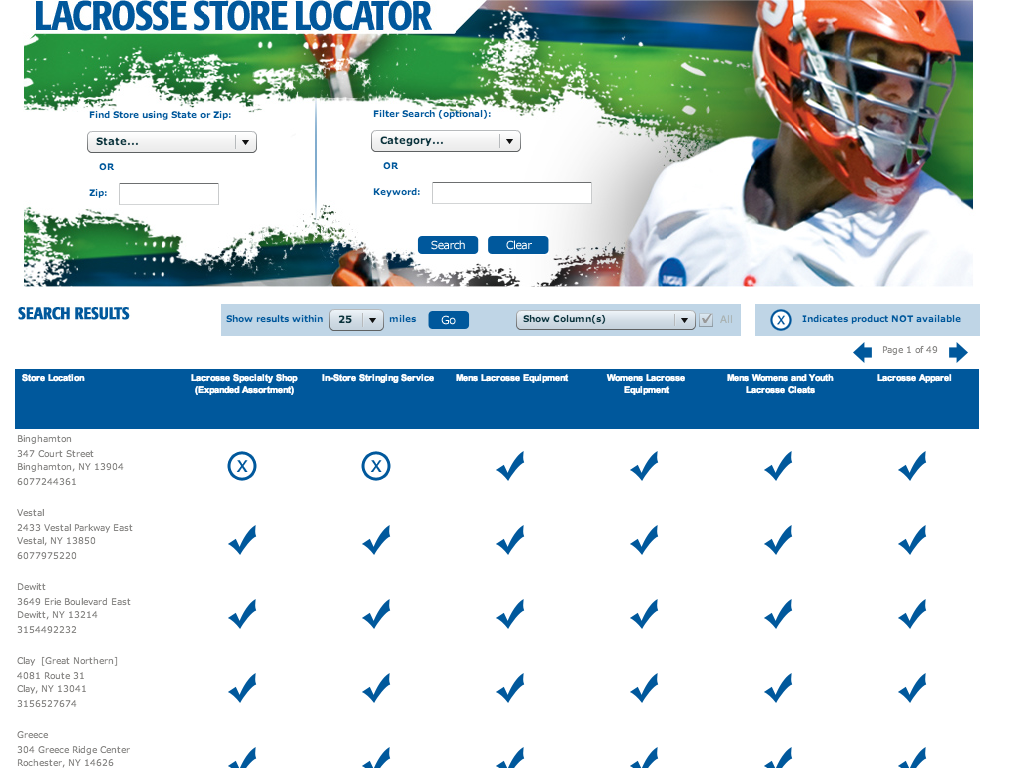 LACROSSE STORE LOCATOR
Find Store using State or Zip:
State...
OR
Zip:
Filter Search (optional):
Category...
OR
Keyword:
Search
Clear
SEARCH RESULTS
Show results within
25
miles
Go
Show Column(s)
All
X
Indicates product NOT available
Page 1 of 49
Store Location
Lacrosse Specialty Shop
(Expanded Assortment)
In-Store Stringing Service
Mens Lacrosse Equipment
Womens Lacrosse
Equipment
Mens Womens and Youth
Lacrosse Cleats
Lacrosse Apparel
Binghamton
347 Court Street
Binghamton, NY 13904
6077244361
X
X
Vestal
2433 Vestal Parkway East
Vestal, NY 13850
6077975220
Dewitt
3649 Erie Boulevard East
Dewitt, NY 13214
3154492232
Clay [Great Northern]
4081 Route 31
Clay, NY 13041
3156527674
Greece
304 Greece Ridge Center
Rochester, NY 14626